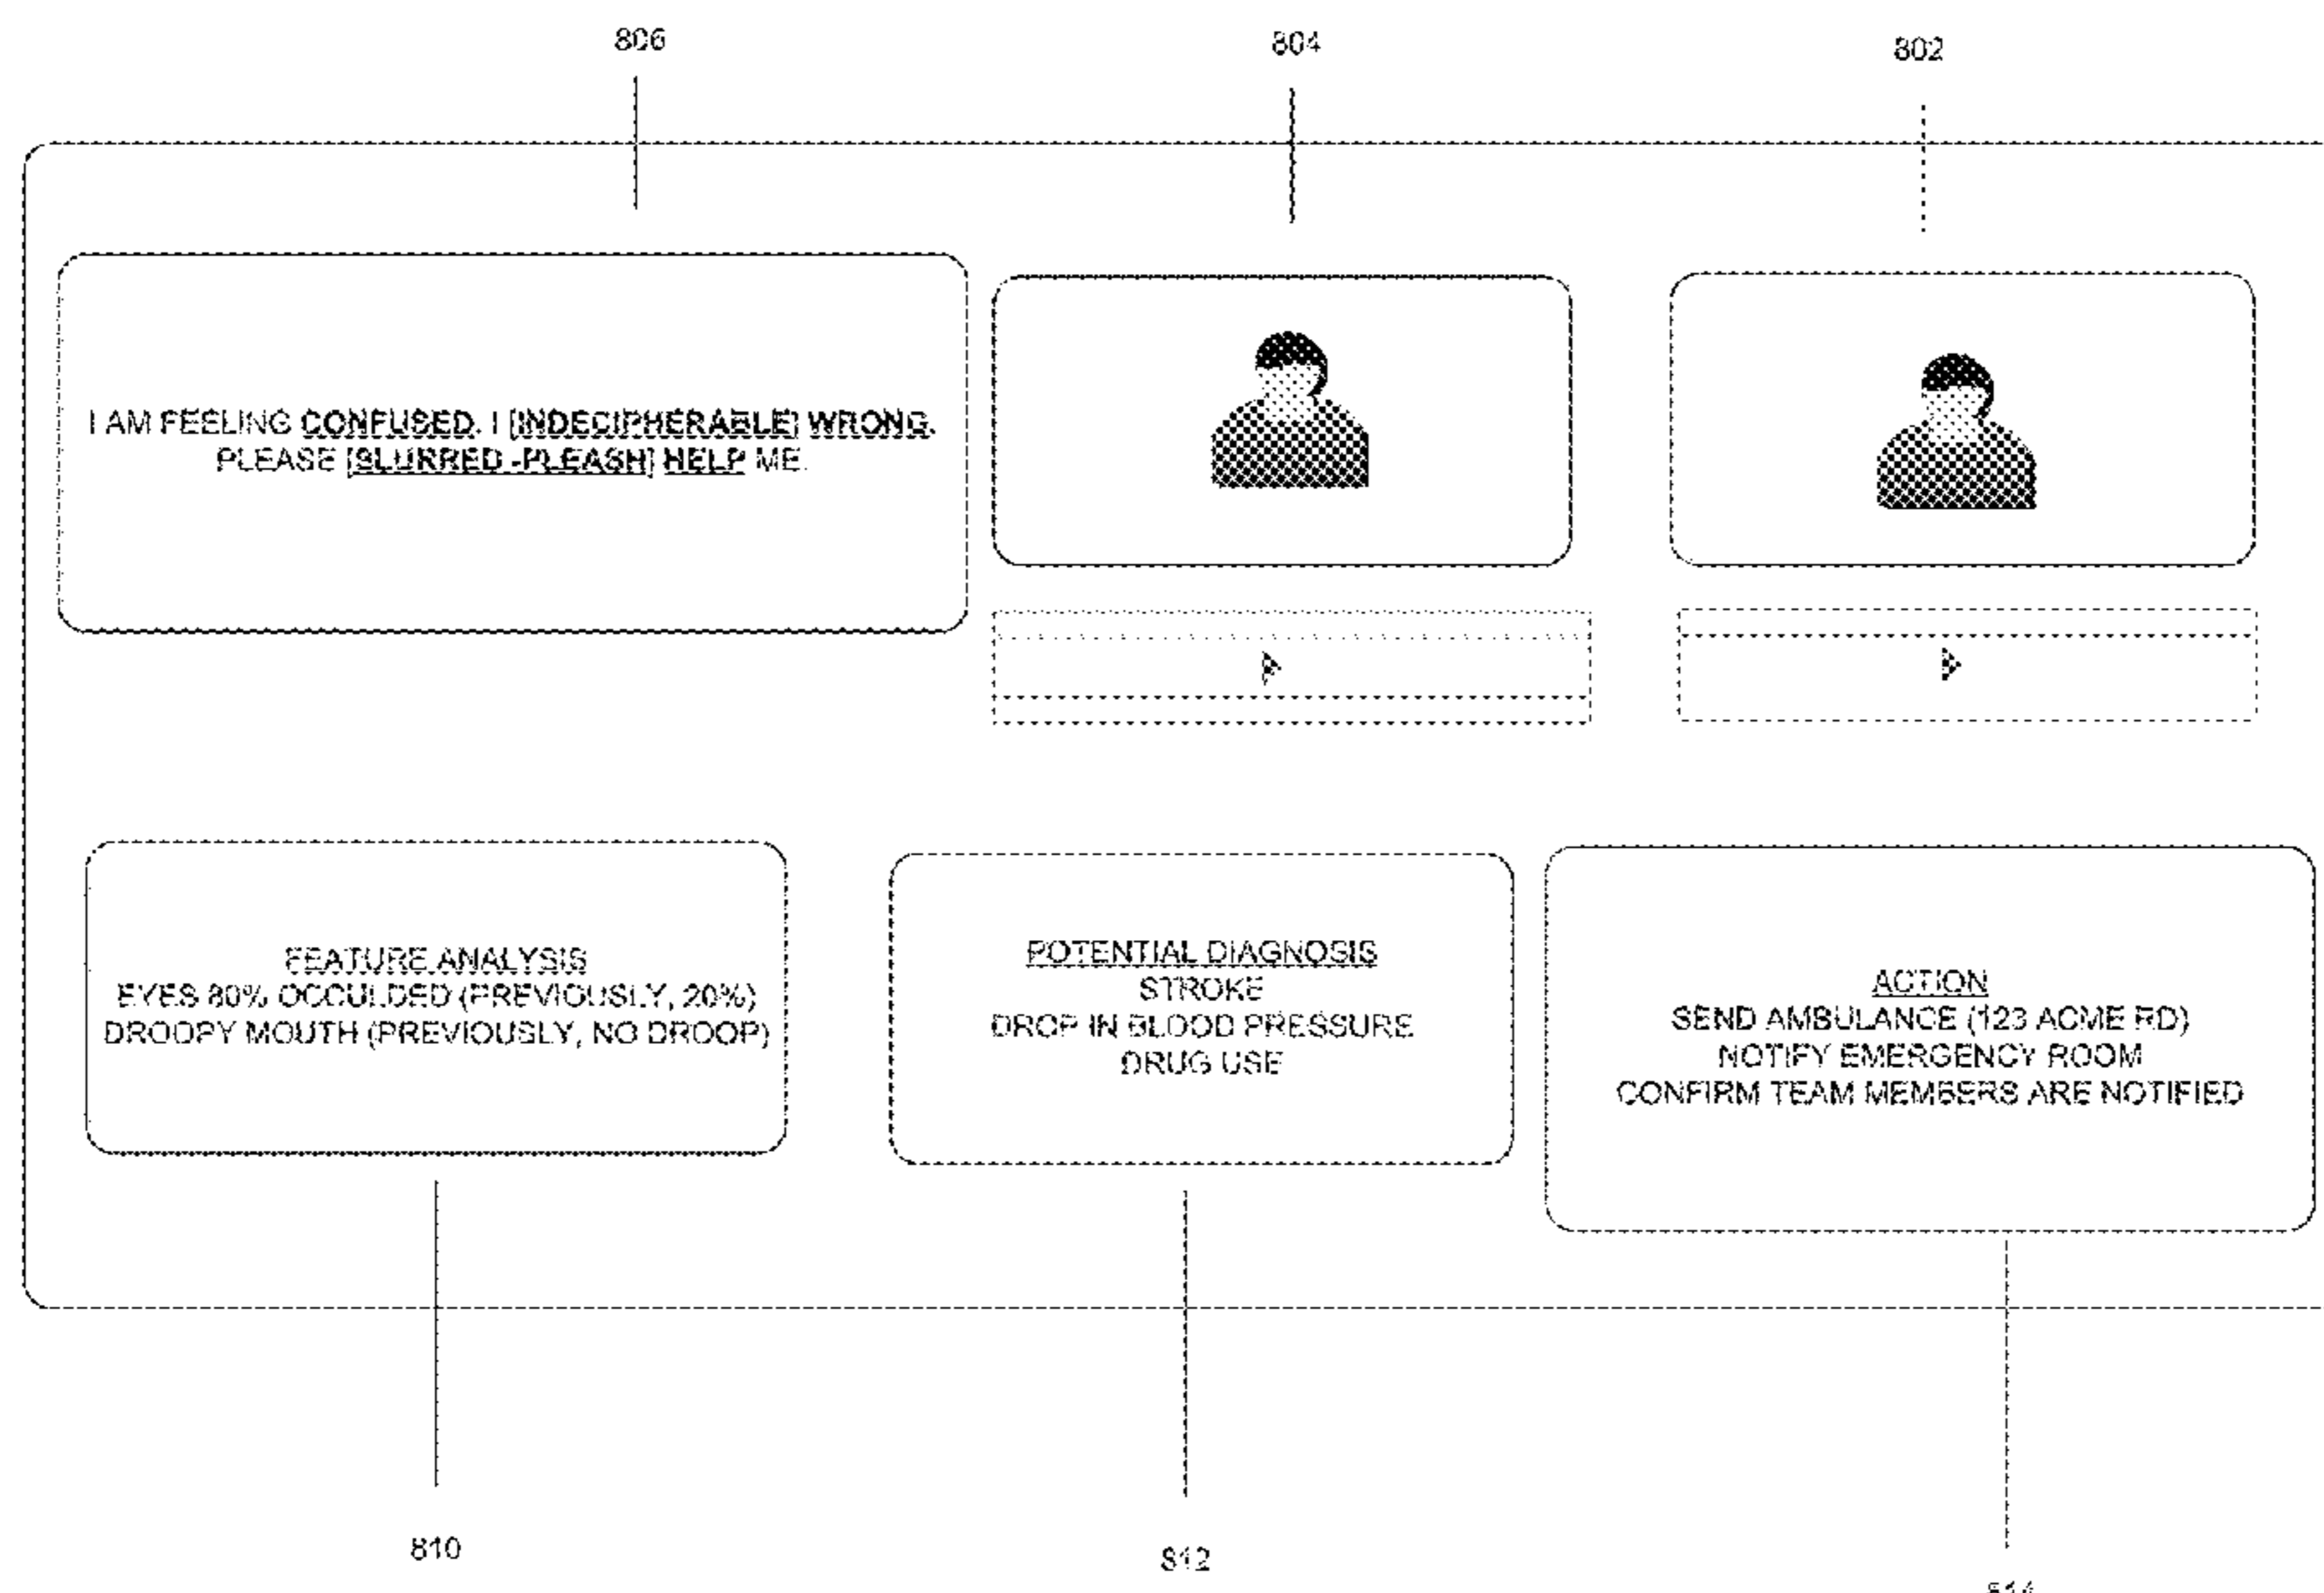 806
804
802
I AM FEELING CONFUSED. I [INDECIPHERABLE] WRONG.
PLEASE [SLURRED -PLEASH] HELP ME.
FEATURE ANALYSIS
EYES 80% OCCULDED (PREVIOUSLY, 20%)
DROOPY MOUTH (PREVIOUSLY, NO DROOP)
POTENTIAL DIAGNOSIS
STROKE
DROP IN BLOOD PRESSURE
DRUG USE
ACTION
SEND AMBULANCE (123 ACME RD)
NOTIFY EMERGENCY ROOM
CONFIRM TEAM MEMBERS ARE NOTIFIED
810
812